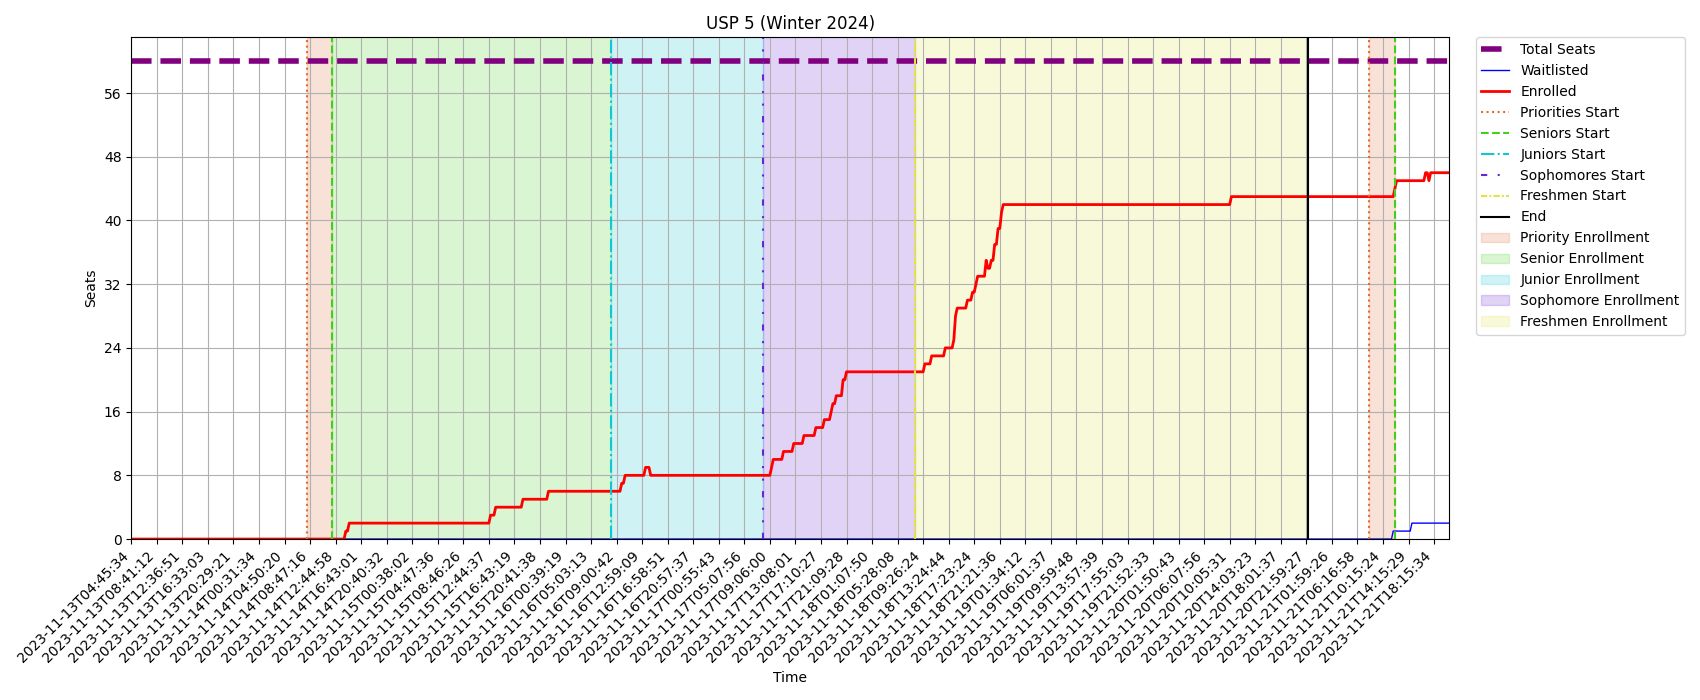 USP 5 (Winter 2024)
Seats
56
48
40
32
24
16
8
0
2023-11-13T04:45:34
2023-11-13T08:41:12
2023-11-13T12:36:51
2023-11-13T16:33:03
2023-11-13T20:29:21
2023-11-14T00:31:34
2023-11-14T04:50:20
2023-11-14T08:47:16
2023-11-14T12:44:58
2023-11-14T16:43:01
2023-11-14T20:40:32
2023-11-15T00:38:02
2023-11-15T04:47:36
2023-11-15T08:46:26
2023-11-15T12:44:37
2023-11-15T16:43:19
2023-11-15T20:41:38
2023-11-16T00:39:19
2023-11-16T05:03:13
2023-11-16T09:00:42
2023-11-16T12:59:09
2023-11-16T16:58:51
2023-11-16T20:57:37
2023-11-17T00:55:43
2023-11-17T05:07:56
2023-11-17T09:06:00
2023-11-17T13:08:01
2023-11-17T17:10:27
2023-11-17T21:09:28
2023-11-18T01:07:50
2023-11-18T05:28:08
2023-11-18T09:26:24
2023-11-18T13:24:44
2023-11-18T17:23:24
2023-11-18T21:21:36
2023-11-19T01:34:12
2023-11-19T06:01:37
2023-11-19T09:59:48
2023-11-19T13:57:39
2023-11-19T17:55:03
2023-11-19T21:52:33
2023-11-20T01:50:43
2023-11-20T06:07:56
2023-11-20T10:05:31
2023-11-20T14:03:23
2023-11-20T18:01:37
2023-11-20T21:59:27
2023-11-21T01:59:26
2023-11-21T06:16:58
2023-11-21T10:15:24
2023-11-21T14:15:29
2023-11-21T18:15:34
Time
Total Seats
Waitlisted
Enrolled
Priorities Start
Seniors Start
Juniors Start
Sophomores Start
Freshmen Start
End
Priority Enrollment
Senior Enrollment
Junior Enrollment
Sophomore Enrollment
Freshmen Enrollment